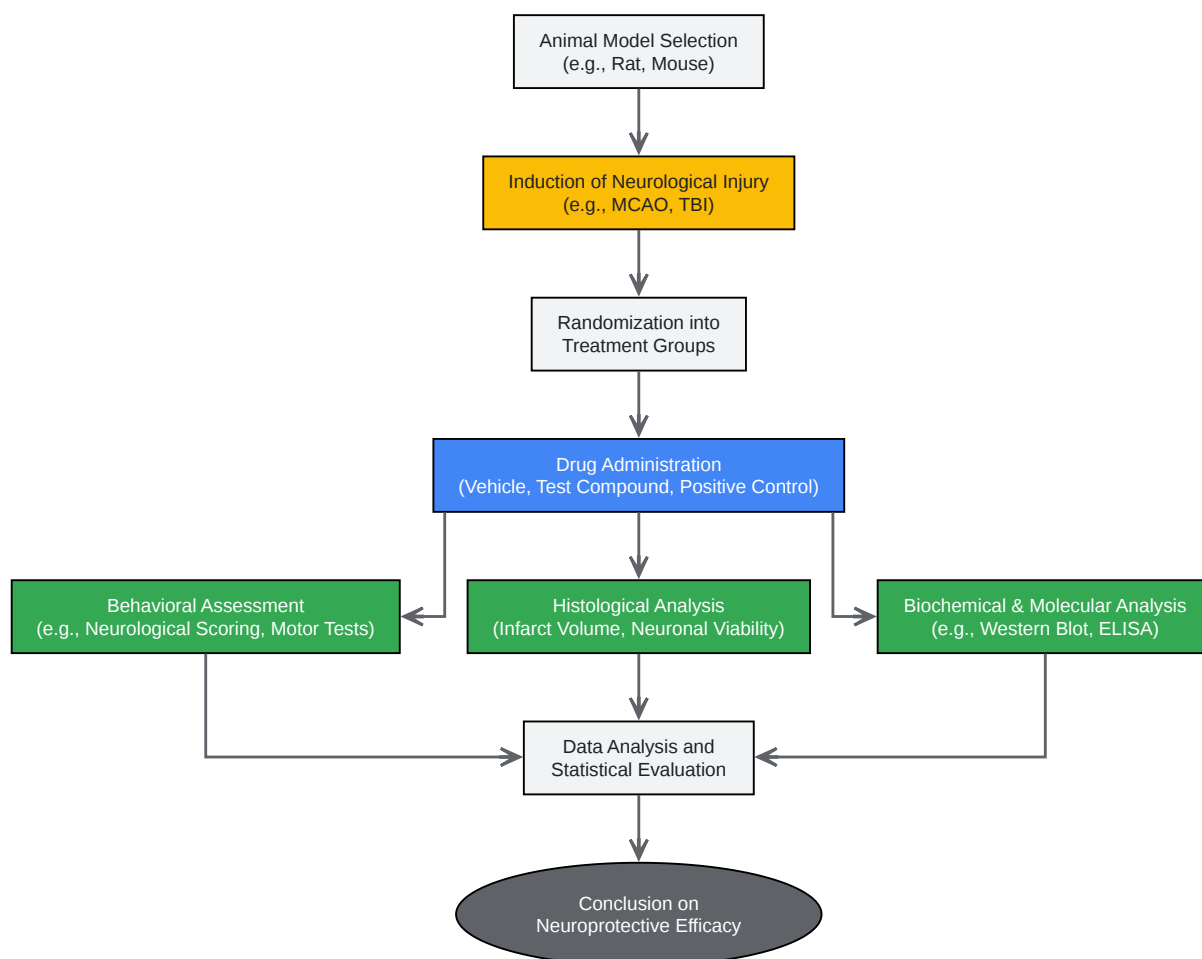 Animal Model Selection
(e.g., Rat, Mouse)
Induction of Neurological Injury
(e.g., MCAO, TBI)
Randomization into
Treatment Groups
Drug Administration
(Vehicle, Test Compound, Positive Control)
Behavioral Assessment
(e.g., Neurological Scoring, Motor Tests)
Histological Analysis
(Infarct Volume, Neuronal Viability)
Biochemical & Molecular Analysis
(e.g., Western Blot, ELISA)
Data Analysis and
Statistical Evaluation
Conclusion on
Neuroprotective Efficacy